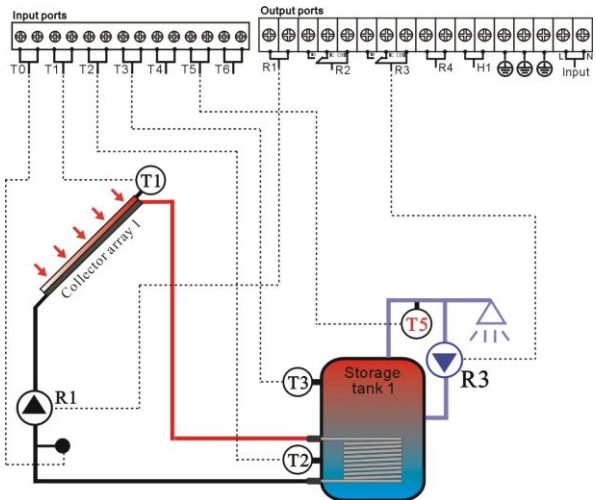 Input ports
Output ports
T0 T1 T2 T3 T4 T5 T6
R1 R2 R3 R4 H1 Input
L N
T1
Collector array 1
T5
R3
T3
Storage
tank 1
R1
T2